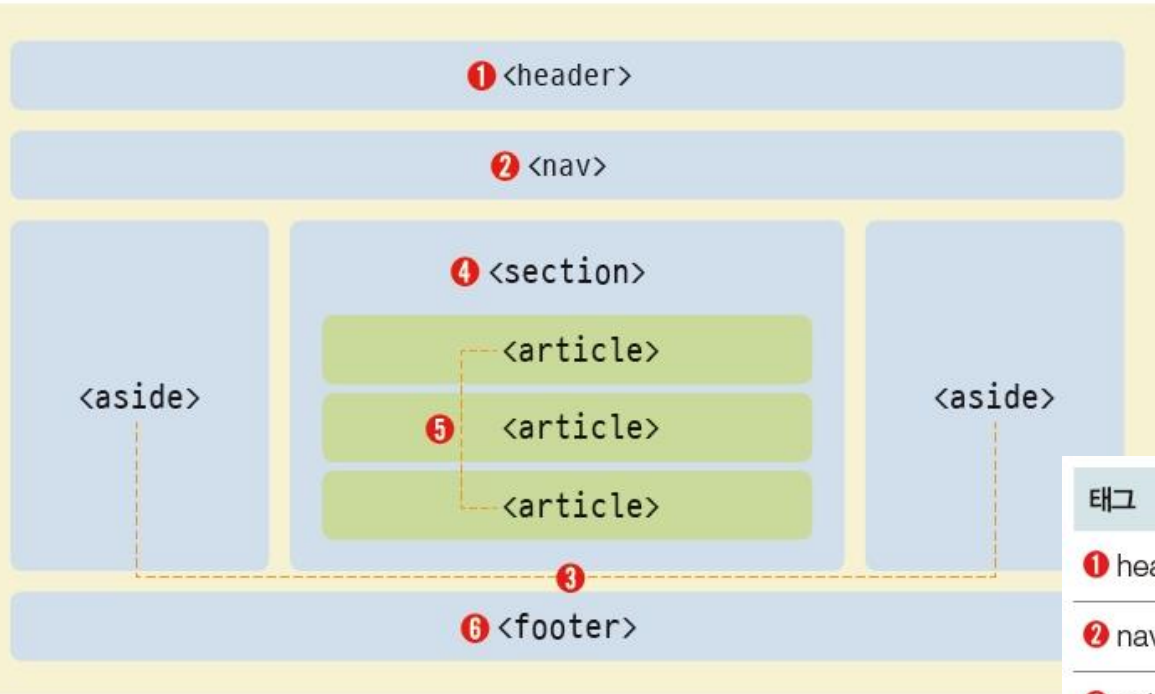 ❶ <header>
❷ <nav>
❹ <section>
<article>
<aside>
❺ <article>
<aside>
<article>
❸
❻ <footer>
태그
❶ hea
❷ nav